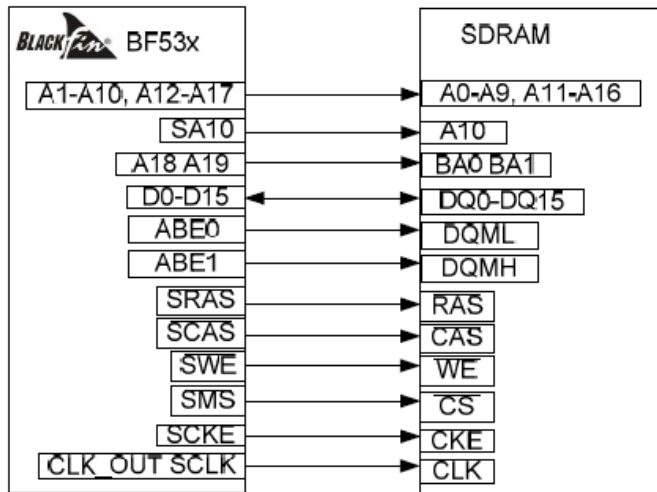 BLACKfin BF53x
SDRAM
A1-A10, A12-A17
A0-A9, A11-A16
SA10
A10
A18 A19
BA0 BA1
D0-D15
DQ0-DQ15
ABE0
DQML
ABE1
DQMH
SRAS
RAS
SCAS
CAS
SWE
WE
SMS
CS
SCKE
CKE
CLK_OUT SCLK
CLK